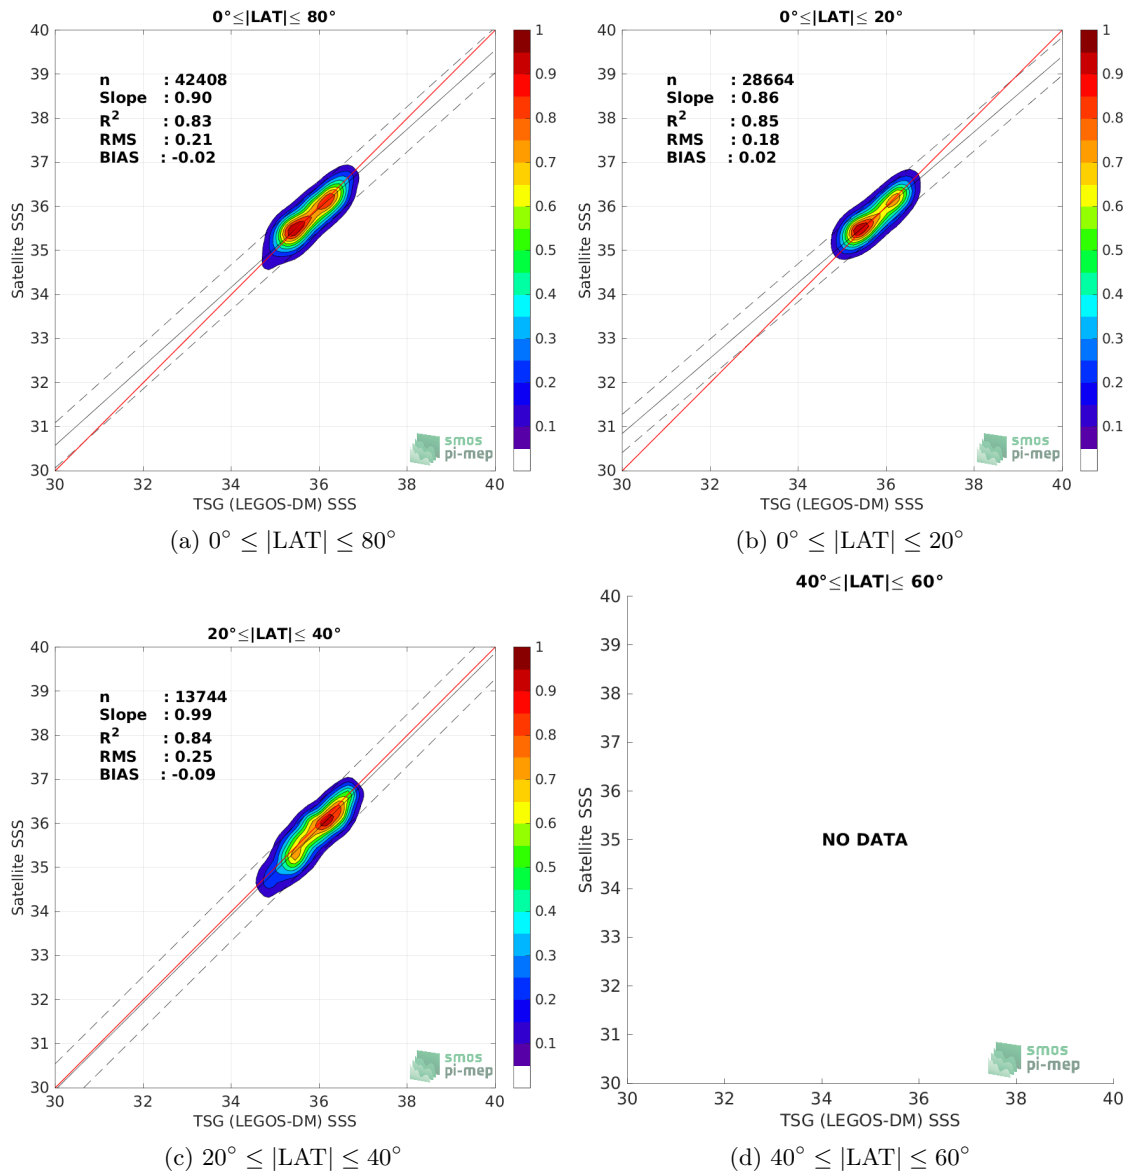 0°≤|LAT|≤ 80°
40
39
38
37
36
35
34
33
32
31
30
Satellite SSS
n : 42408
Slope : 0.90
R2 : 0.83
RMS : 0.21
BIAS : -0.02
smos
pi-mep
30 32 34 36 38 40
TSG (LEGOS-DM) SSS
1
0.9
0.8
0.7
0.6
0.5
0.4
0.3
0.2
0.1
(a) 0° ≤ |LAT| ≤ 80°
0°≤|LAT|≤ 20°
40
39
38
37
36
35
34
33
32
31
30
Satellite SSS
n : 28664
Slope : 0.86
R2 : 0.85
RMS : 0.18
BIAS : 0.02
smos
pi-mep
30 32 34 36 38 40
TSG (LEGOS-DM) SSS
1
0.9
0.8
0.7
0.6
0.5
0.4
0.3
0.2
0.1
(b) 0° ≤ |LAT| ≤ 20°
20°≤|LAT|≤ 40°
40
39
38
37
36
35
34
33
32
31
30
Satellite SSS
n : 13744
Slope : 0.99
R2 : 0.84
RMS : 0.25
BIAS : -0.09
smos
pi-mep
30 32 34 36 38 40
TSG (LEGOS-DM) SSS
1
0.9
0.8
0.7
0.6
0.5
0.4
0.3
0.2
0.1
(c) 20° ≤ |LAT| ≤ 40°
40°≤|LAT|≤ 60°
40
39
38
37
36
35
34
33
32
31
30
Satellite SSS
NO DATA
smos
pi-mep
30 32 34 36 38 40
TSG (LEGOS-DM) SSS
(d) 40° ≤ |LAT| ≤ 60°